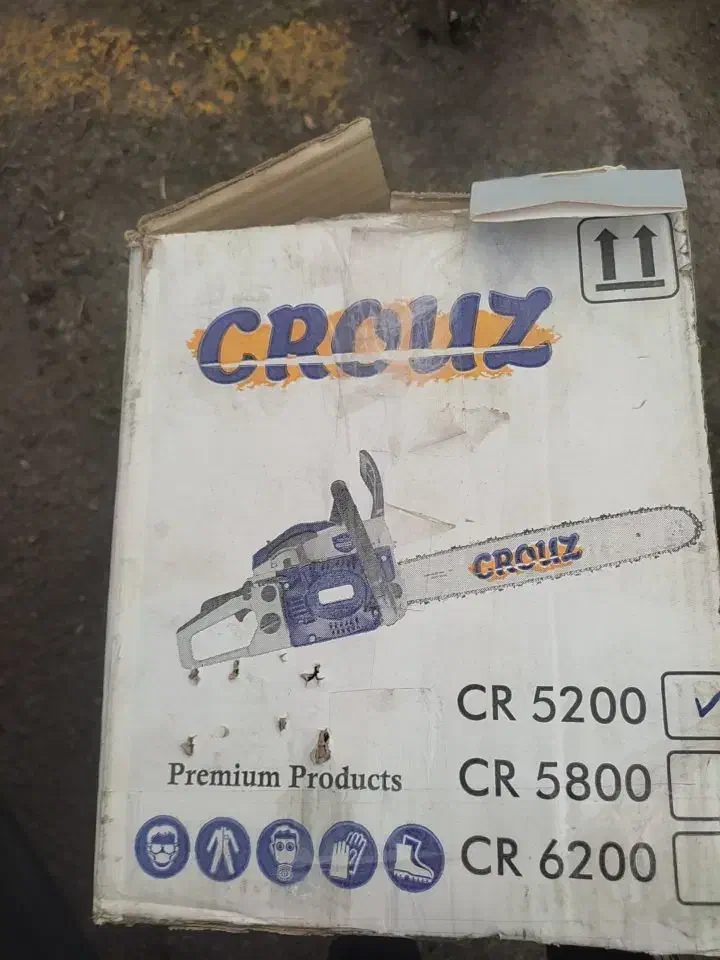 CROUZ
CROUZ
CR 5200
CR 5800
Premium Products
CR 6200